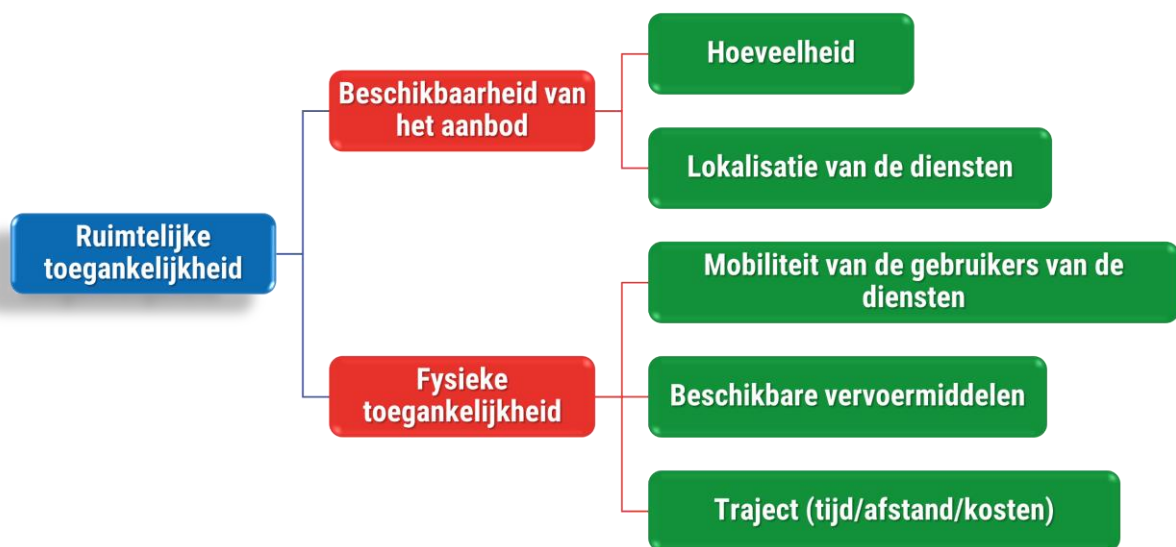 Ruimtelijke
toegankelijkheid
Beschikbaarheid van
het aanbod
Hoeveelheid
Lokalisatie van de diensten
Fysieke
toegankelijkheid
Mobiliteit van de gebruikers van de
diensten
Beschikbare vervoermiddelen
Traject (tijd/afstand/kosten)